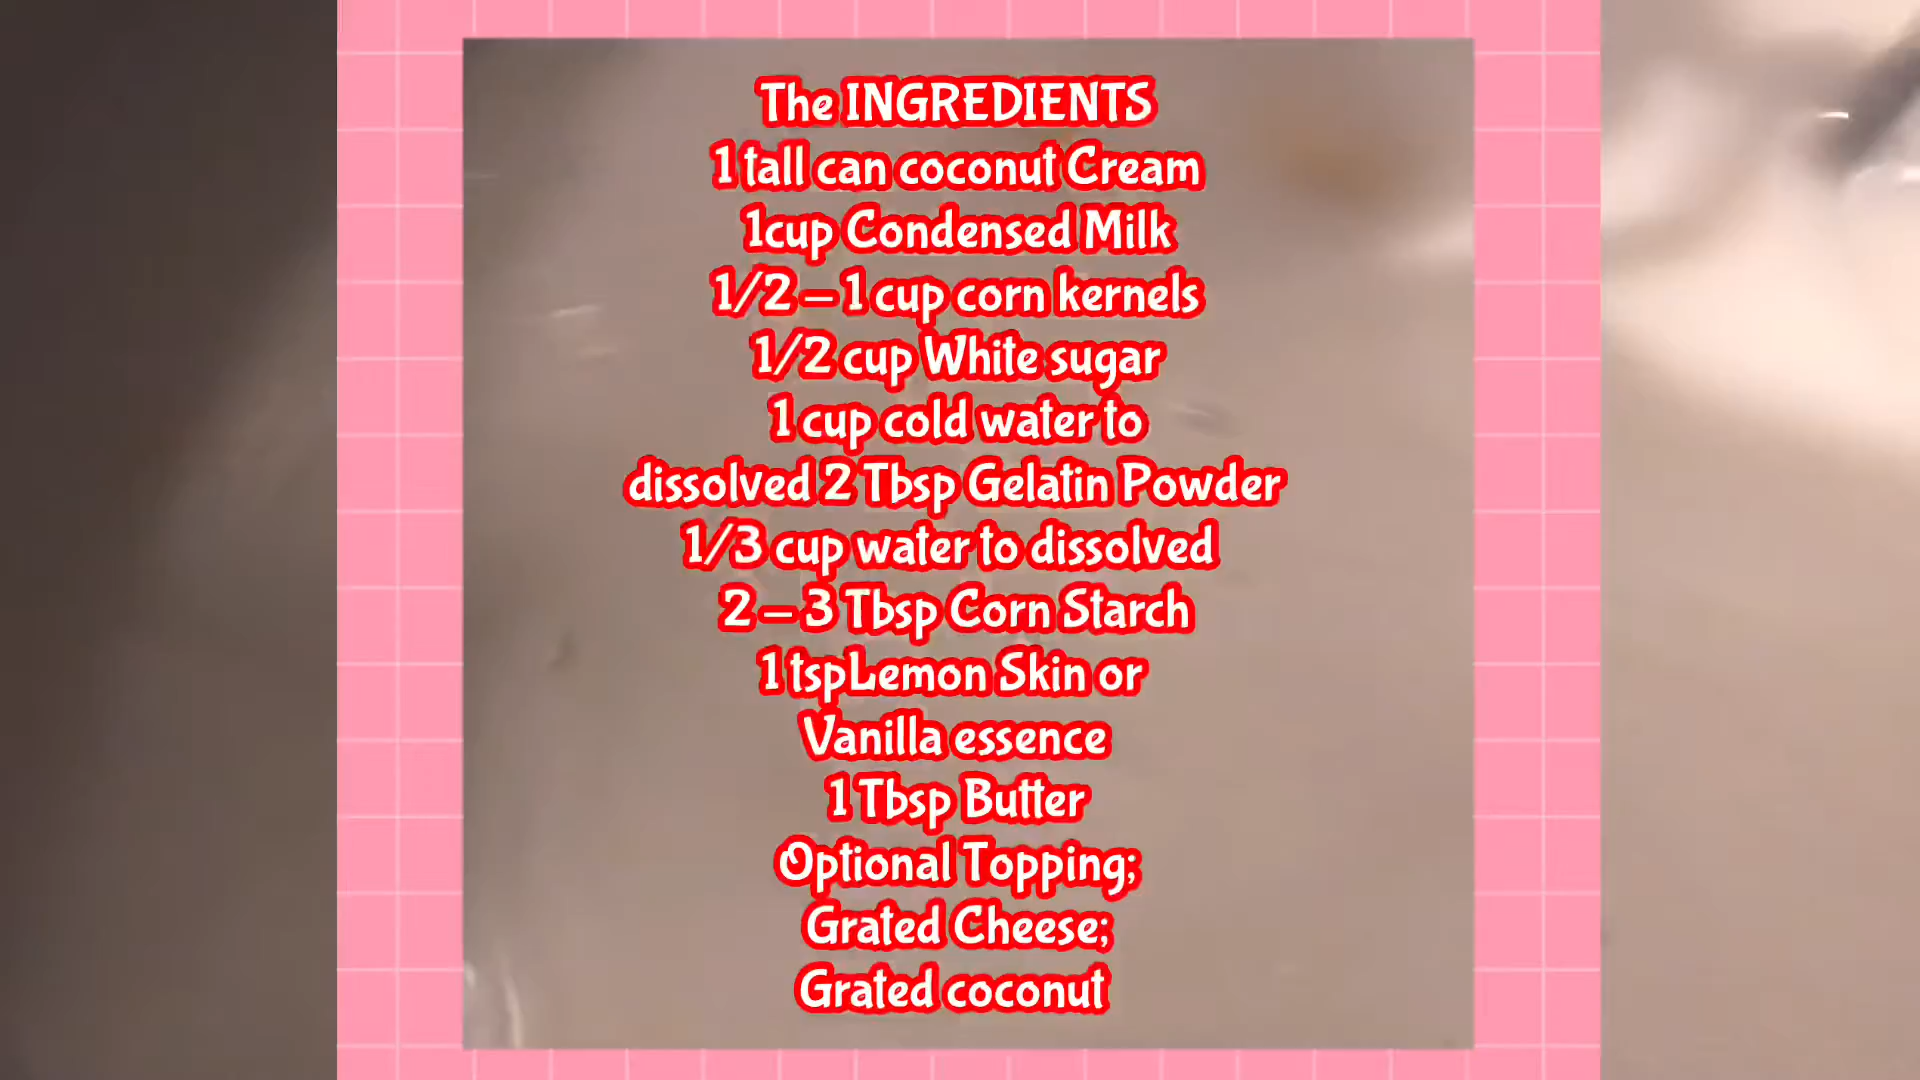 The INGREDIENTS
1 tall can coconut Cream
1cup Condensed Milk
1/2 – 1 cup corn kernels
1/2 cup White sugar
1 cup cold water to
dissolved 2 Tbsp Gelatin Powder
1/3 cup water to dissolved
2 – 3 Tbsp Corn Starch
1 tspLemon Skin or
Vanilla essence
1 Tbsp Butter
Optional Topping;
Grated Cheese;
Grated coconut